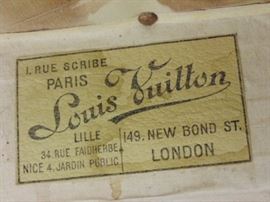 1. RUE SCRIBE
PARIS
Louis Vuitton
LILLE
34. RUE FAIDHERBE
NICE 4. JARDIN PUBLIC
149. NEW BOND ST.
LONDON